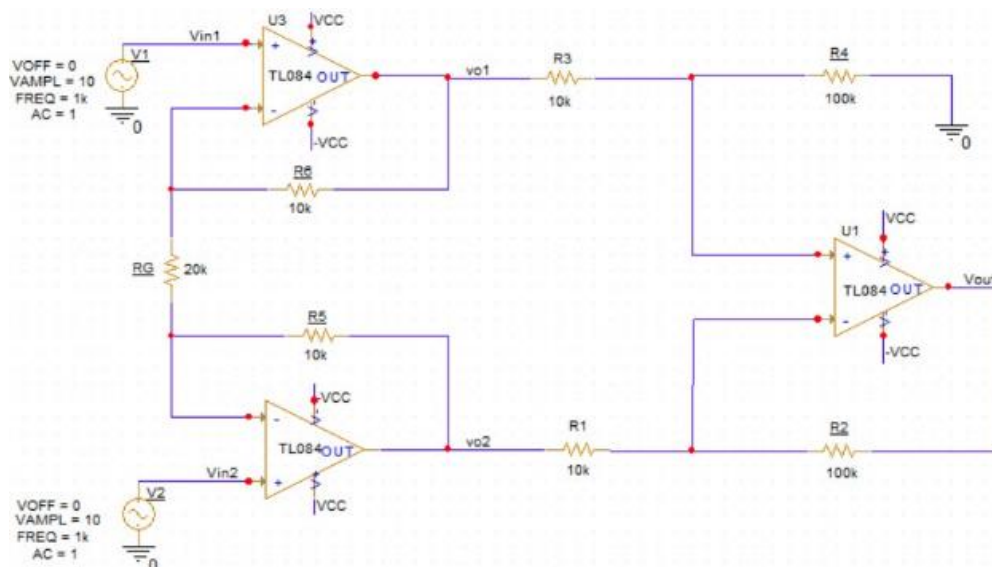 U3
VCC
V1
Vin1
VOFF = 0
VAMPL = 10
FREQ = 1k
AC = 1
0
+
TL084
OUT
-
-VCC
vo1
R3
10k
R4
100k
0
R6
10k
RG
20k
R5
10k
U1
VCC
+
TL084
OUT
-
-VCC
Vout
-VCC
-
TL084
OUT
+
VCC
Vin2
V2
VOFF = 0
VAMPL = 10
FREQ = 1k
AC = 1
0
vo2
R1
10k
R2
100k